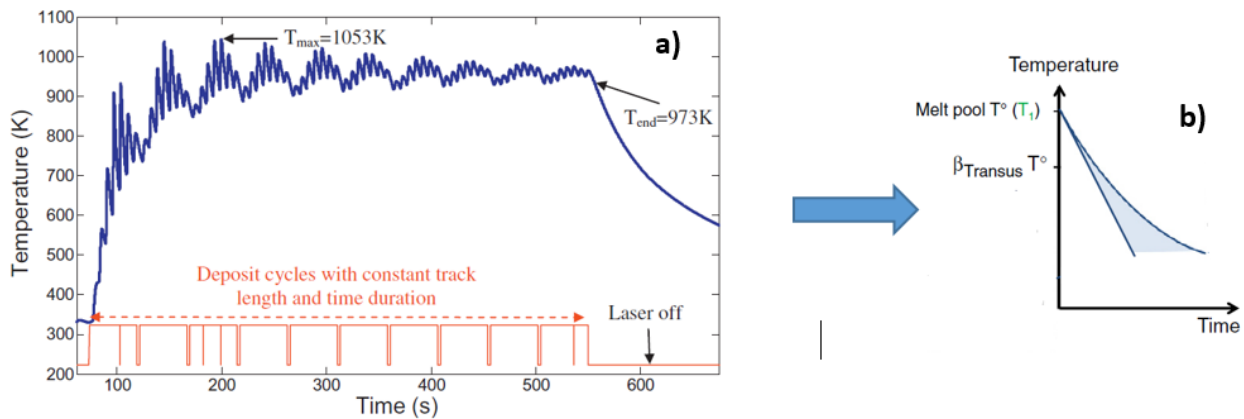 a)
T_max=1053K
T_end=973K
Deposit cycles with constant track
length and time duration
Laser off
Temperature (K)
1100
1000
900
800
700
600
500
400
300
200
100
200
300
400
500
600
Time (s)
b)
Temperature
Melt pool T° (T₁)
β_Transus T°
Time